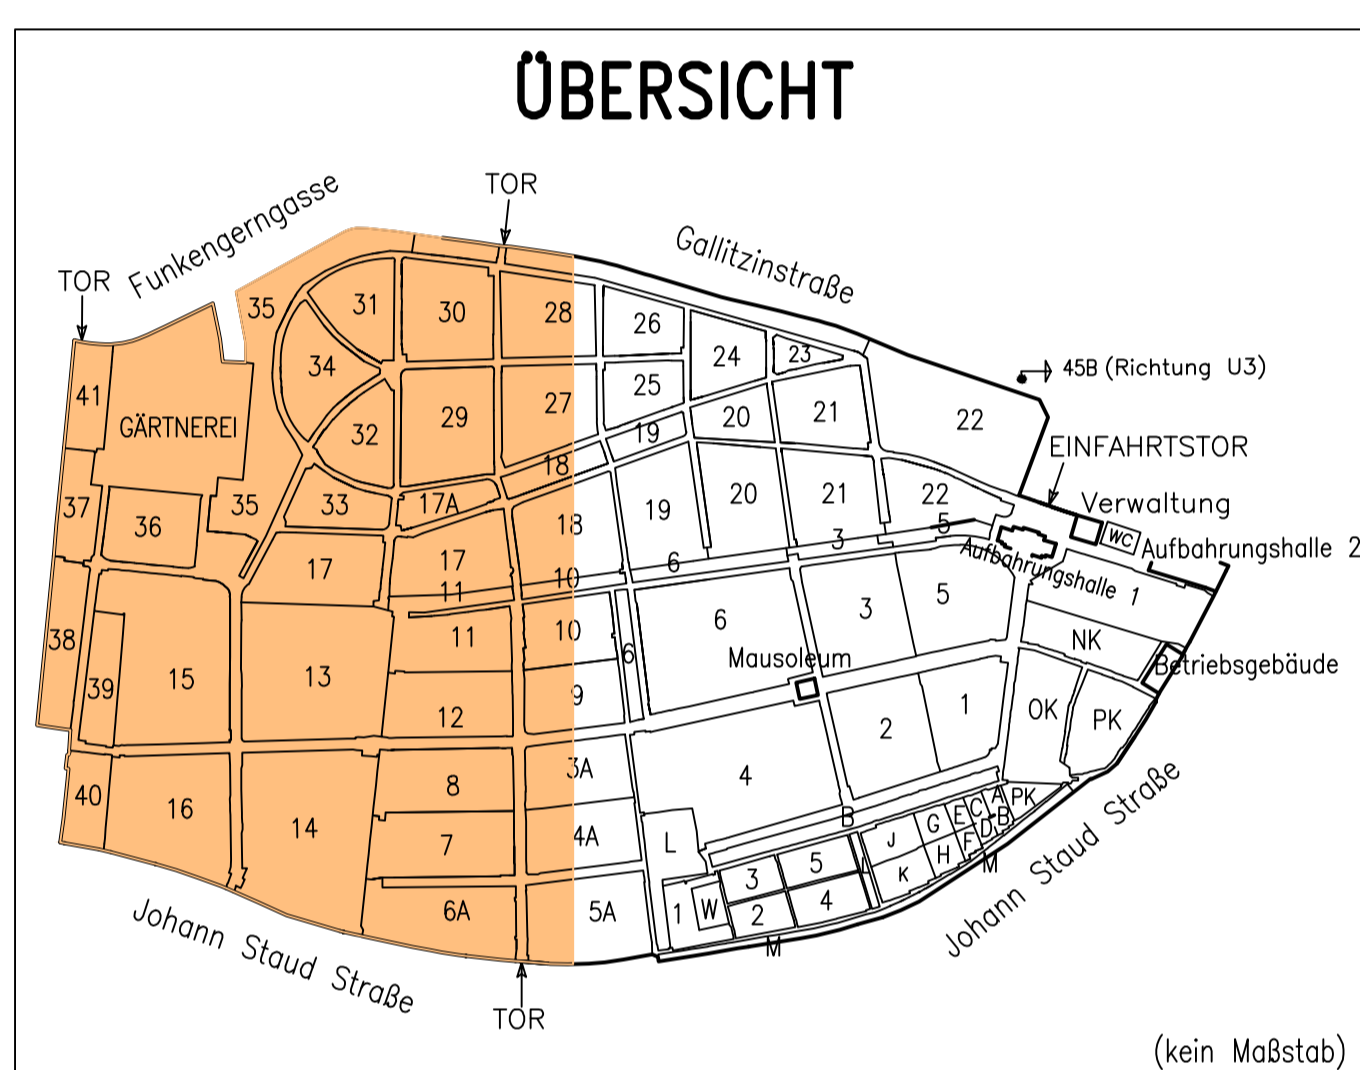 ÜBERSICHT
TOR
Funkengerngasse
TOR
Gallitzinstraße
45B (Richtung U3)
EINFAHRTSTOR
Verwaltung
WC
Aufbahrungshalle 2
Aufbahrungshalle 1
35
31
30
28
26
24
23
34
25
22
41
GÄRTNEREI
32
29
27
20
21
19
18
37
36
35
33
17A
18
19
20
21
22
5
3
17
17
11
10
6
38
39
15
13
11
10
6
6
3
5
NK
Mausoleum
Betriebsgebäude
12
9
2
1
OK
PK
40
16
14
8
3A
4
B
7
4A
L
J
G
E
C
A
PK
K
H
F
D
B
M
6A
5A
1
W
3
5
L
2
4
M
Johann Staud Straße
Johann Staud Straße
TOR
(kein Maßstab)